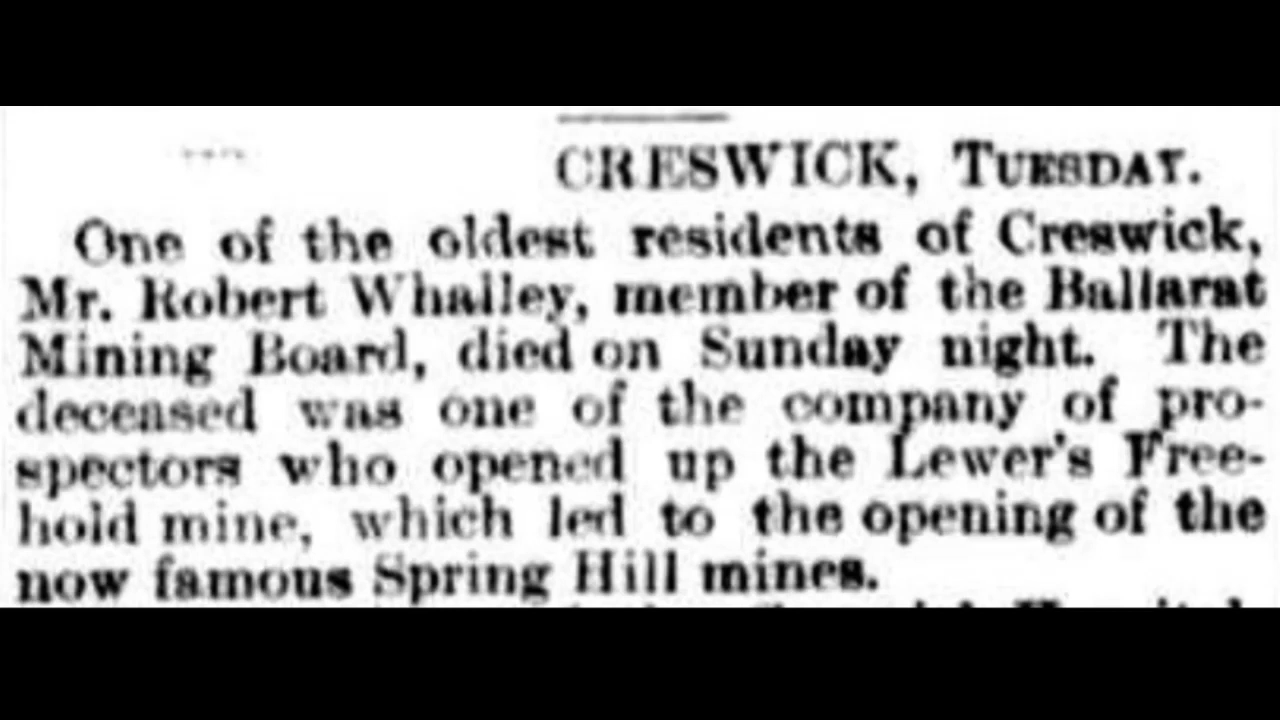 CRESWICK, TUESDAY.
One of the oldest residents of Creswick,
Mr. Robert Whalley, member of the Ballarat
Mining Board, died on Sunday night. The
deceased was one of the company of pro-
spectors who opened up the Lewer's Free-
hold mine, which led to the opening of the
now famous Spring Hill mines.